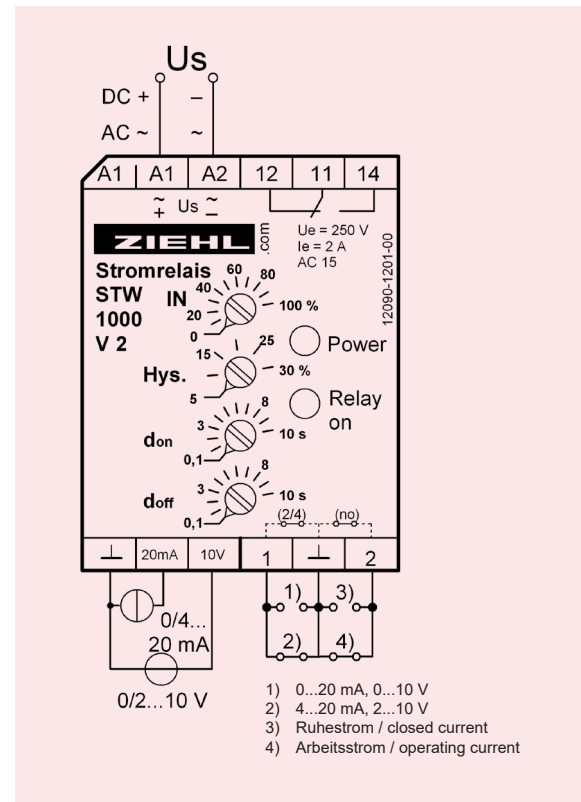 Us
DC + –
AC ~ ~
A1 A1 A2 12 11 14
~ Us ~
+ –
ZIEHL .com
Ue = 250 V
Ie = 2 A
AC 15
12090-1201-00
Stromrelais
STW
1000
V 2
IN
0 20 40 60 80 100 %
Power
Hys.
5 15 25 30 %
Relay
on
don
0,1 3 8 10 s
doff
0,1 3 8 10 s
(2/4) (no)
⊥ 20mA 10V 1 ⊥ 2
1) 3)
0/4...
20 mA
2) 4)
0/2...10 V
1) 0...20 mA, 0...10 V
2) 4...20 mA, 2...10 V
3) Ruhestrom / closed current
4) Arbeitsstrom / operating current